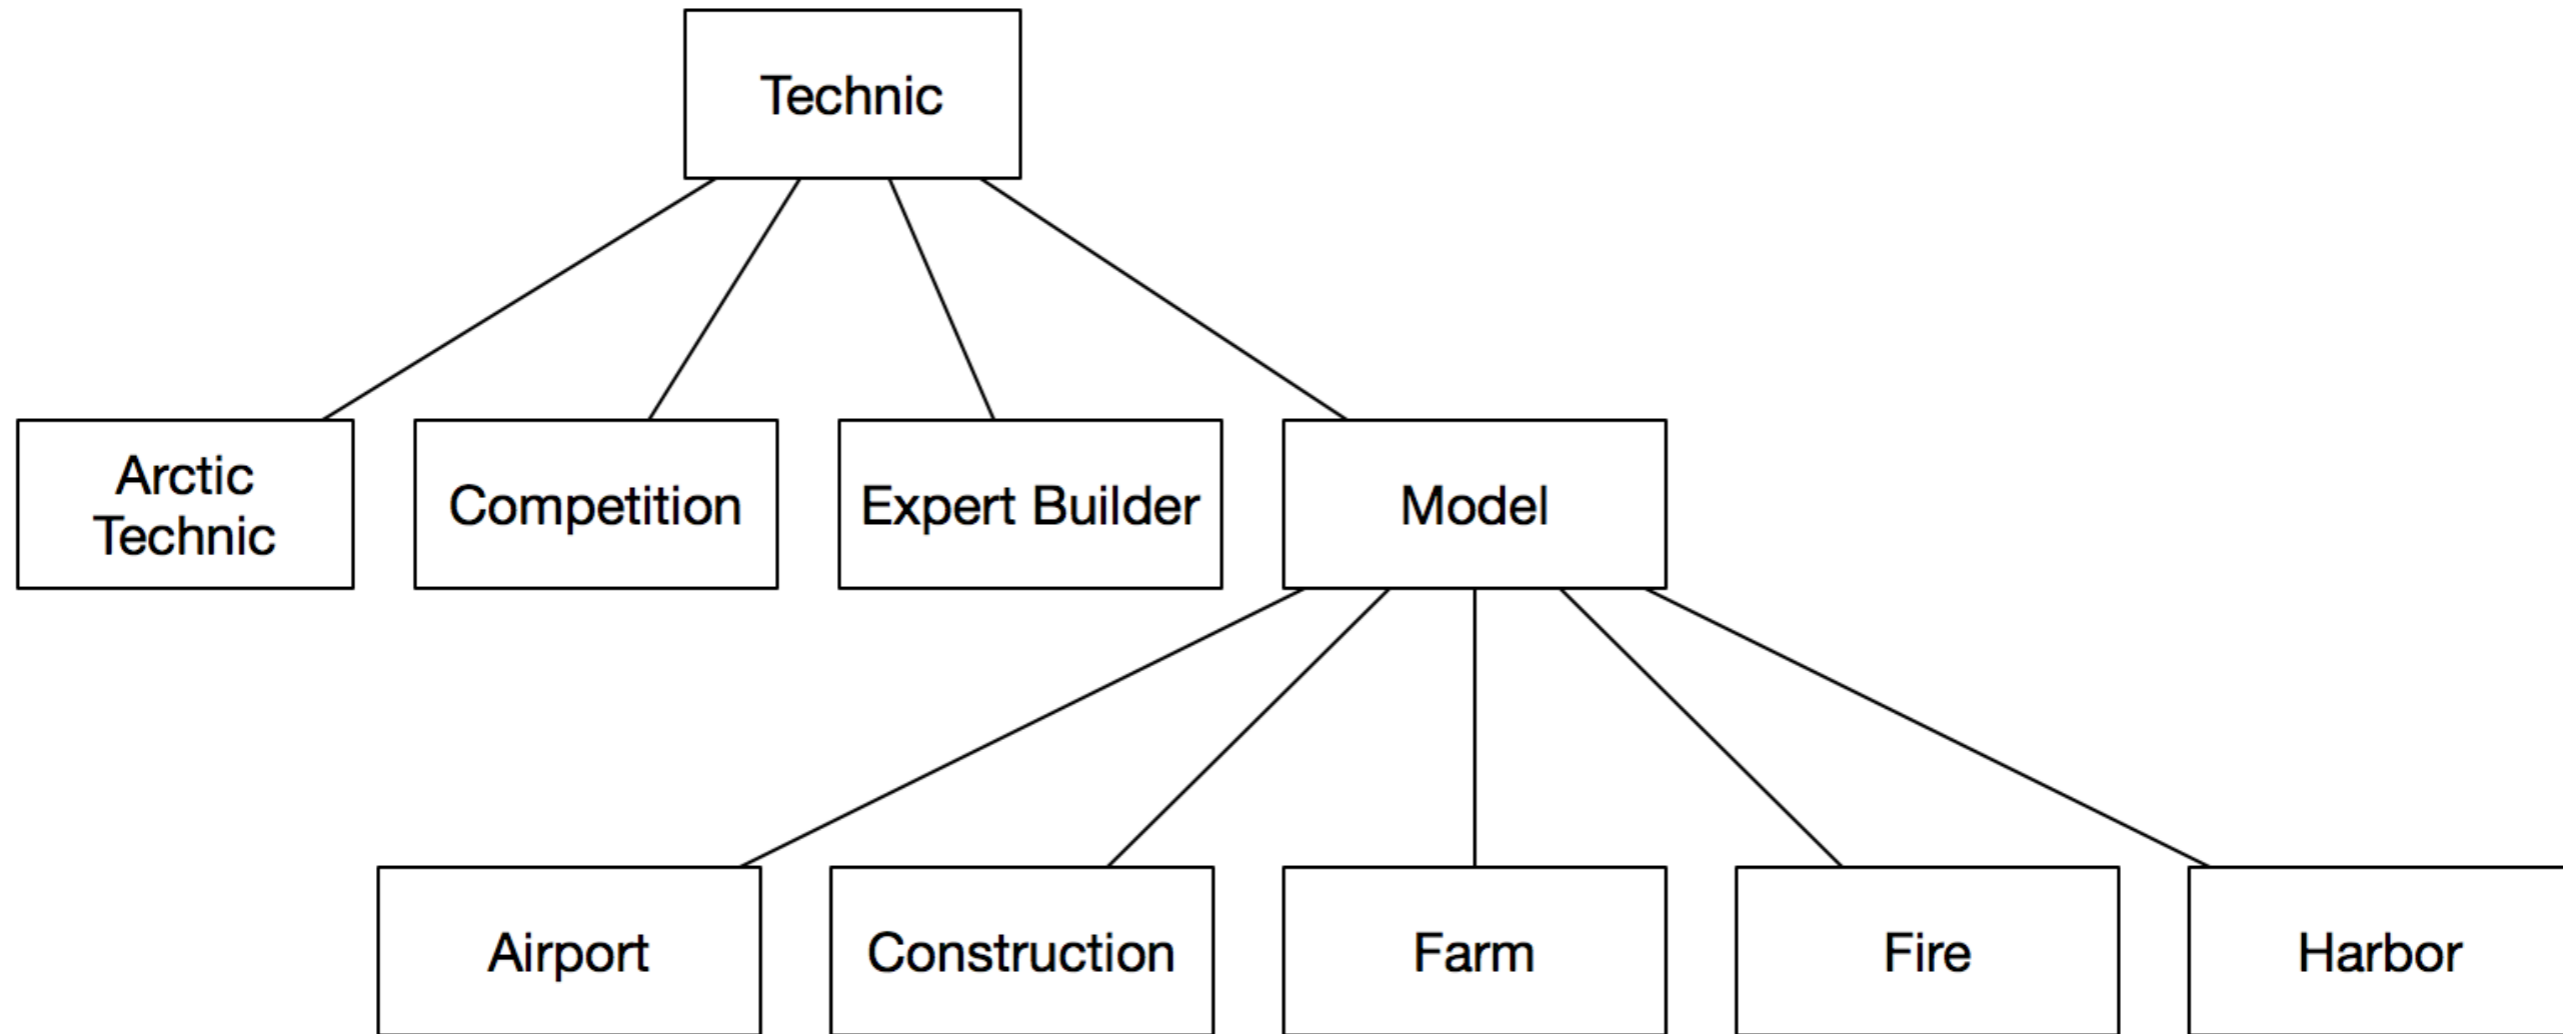 Technic
Arctic
Technic
Competition
Expert Builder
Model
Airport
Construction
Farm
Fire
Harbor